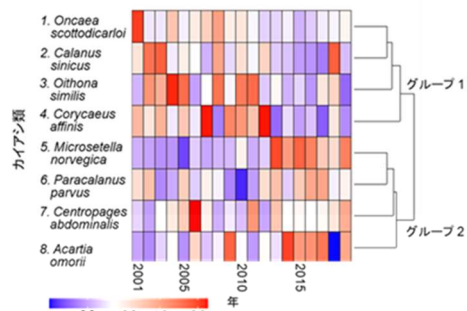 1. Oncaea
scottodicarloi
2. Calanus
sinicus
3. Oithona
similis
4. Corycaeus
affinis
5. Microsetella
norvegica
6. Paracalanus
parvus
7. Centropages
abdominalis
8. Acartia
omorii
カイアシ類
グループ 1
グループ 2
2001
2005
2010
2015
年